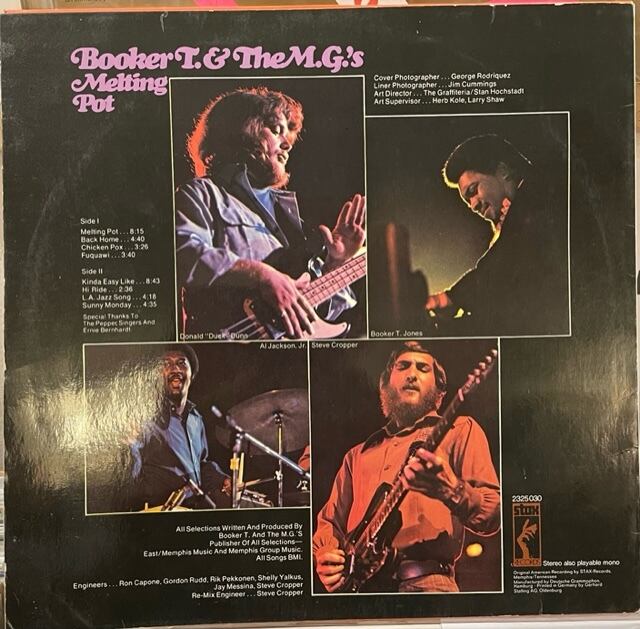 Booker T. & The M.G.'s
Melting
Pot
Cover Photographer ... George Rodriquez
Liner Photographer ... Jim Cummings
Art Director ... The Graffiteria/Stan Hochstadt
Art Supervisor ... Herb Kole, Larry Shaw
Side I
Melting Pot ... 8:15
Back Home ... 4:40
Chicken Pox ... 3:26
Fuquawi ... 3:40
Side II
Kinda Easy Like ... 8:43
Hi Ride ... 2:36
L.A. Jazz Song ... 4:18
Sunny Monday ... 4:35
Special Thanks To
The Pepper Singers And
Ernie Bernhardt
Donald "Duck" Dunn
Booker T. Jones
Al Jackson, Jr.
Steve Cropper
All Selections Written And Produced By
Booker T. And The M.G.'S
Publisher Of All Selections—
East/Memphis Music And Memphis Group Music.
All Songs BMI.
Engineers ... Ron Capone, Gordon Rudd, Rik Pekkonen, Shelly Yalkus,
Jay Messina, Steve Cropper
Re-Mix Engineer ... Steve Cropper
2325030
stax
RECORDS
Stereo also playable mono
Original American Recording by STAX-Records,
Memphis-Tennessee
Manufactured by Deutsche Grammophon,
Hamburg · Printed in Germany by Gerhard
Stalling AG, Oldenburg